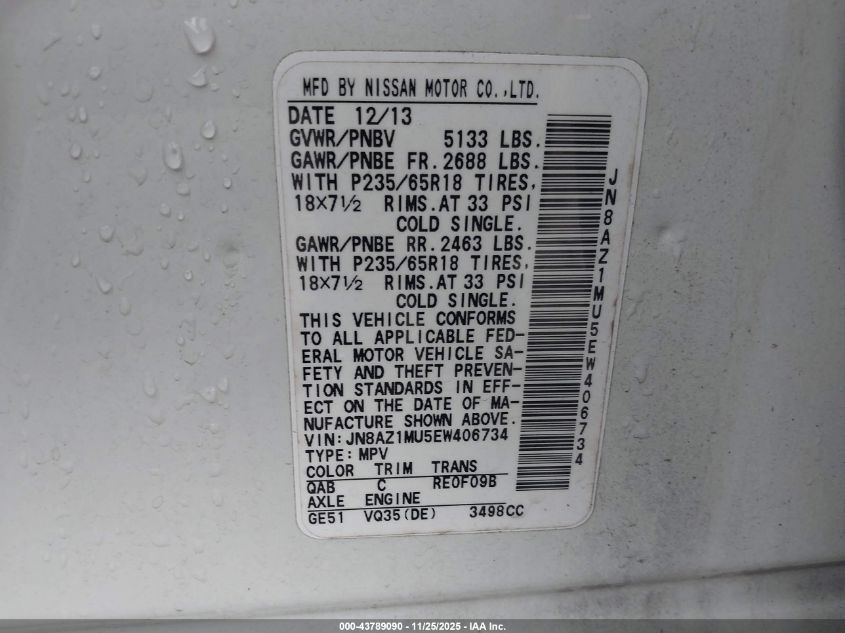 MFD BY NISSAN MOTOR CO.,LTD.
DATE 12/13
GVWR/PNBV 5133 LBS.
GAWR/PNBE FR. 2688 LBS.
WITH P235/65R18 TIRES,
18×7½ RIMS.AT 33 PSI
COLD SINGLE.
GAWR/PNBE RR. 2463 LBS.
WITH P235/65R18 TIRES,
18×7½ RIMS.AT 33 PSI
COLD SINGLE.
THIS VEHICLE CONFORMS
TO ALL APPLICABLE FED-
ERAL MOTOR VEHICLE SA-
FETY AND THEFT PREVEN-
TION STANDARDS IN EFF-
ECT ON THE DATE OF MA-
NUFACTURE SHOWN ABOVE.
VIN:JN8AZ1MU5EW406734
TYPE:MPV
COLOR TRIM TRANS
QAB C RE0F09B
AXLE ENGINE
GE51 VQ35(DE) 3498CC
JN8AZ1MU5EW406734
000-43789090 - 11/25/2025 - IAA Inc.